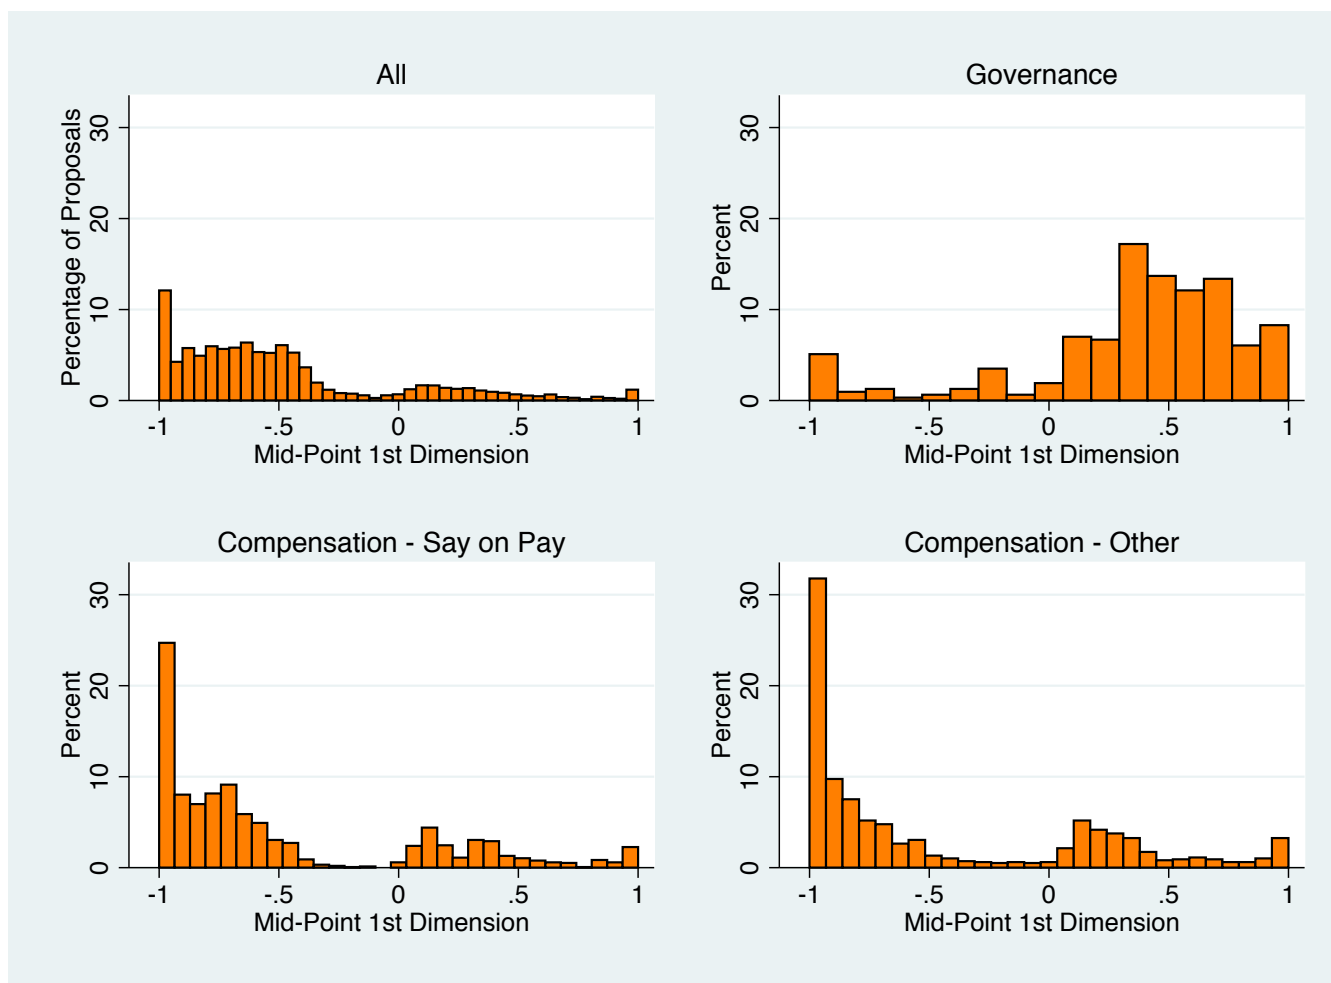 All
Percentage of Proposals
30
20
10
0
-1 -.5 0 .5 1
Mid-Point 1st Dimension
Governance
Percent
30
20
10
0
-1 -.5 0 .5 1
Mid-Point 1st Dimension
Compensation - Say on Pay
Percent
30
20
10
0
-1 -.5 0 .5 1
Mid-Point 1st Dimension
Compensation - Other
Percent
30
20
10
0
-1 -.5 0 .5 1
Mid-Point 1st Dimension